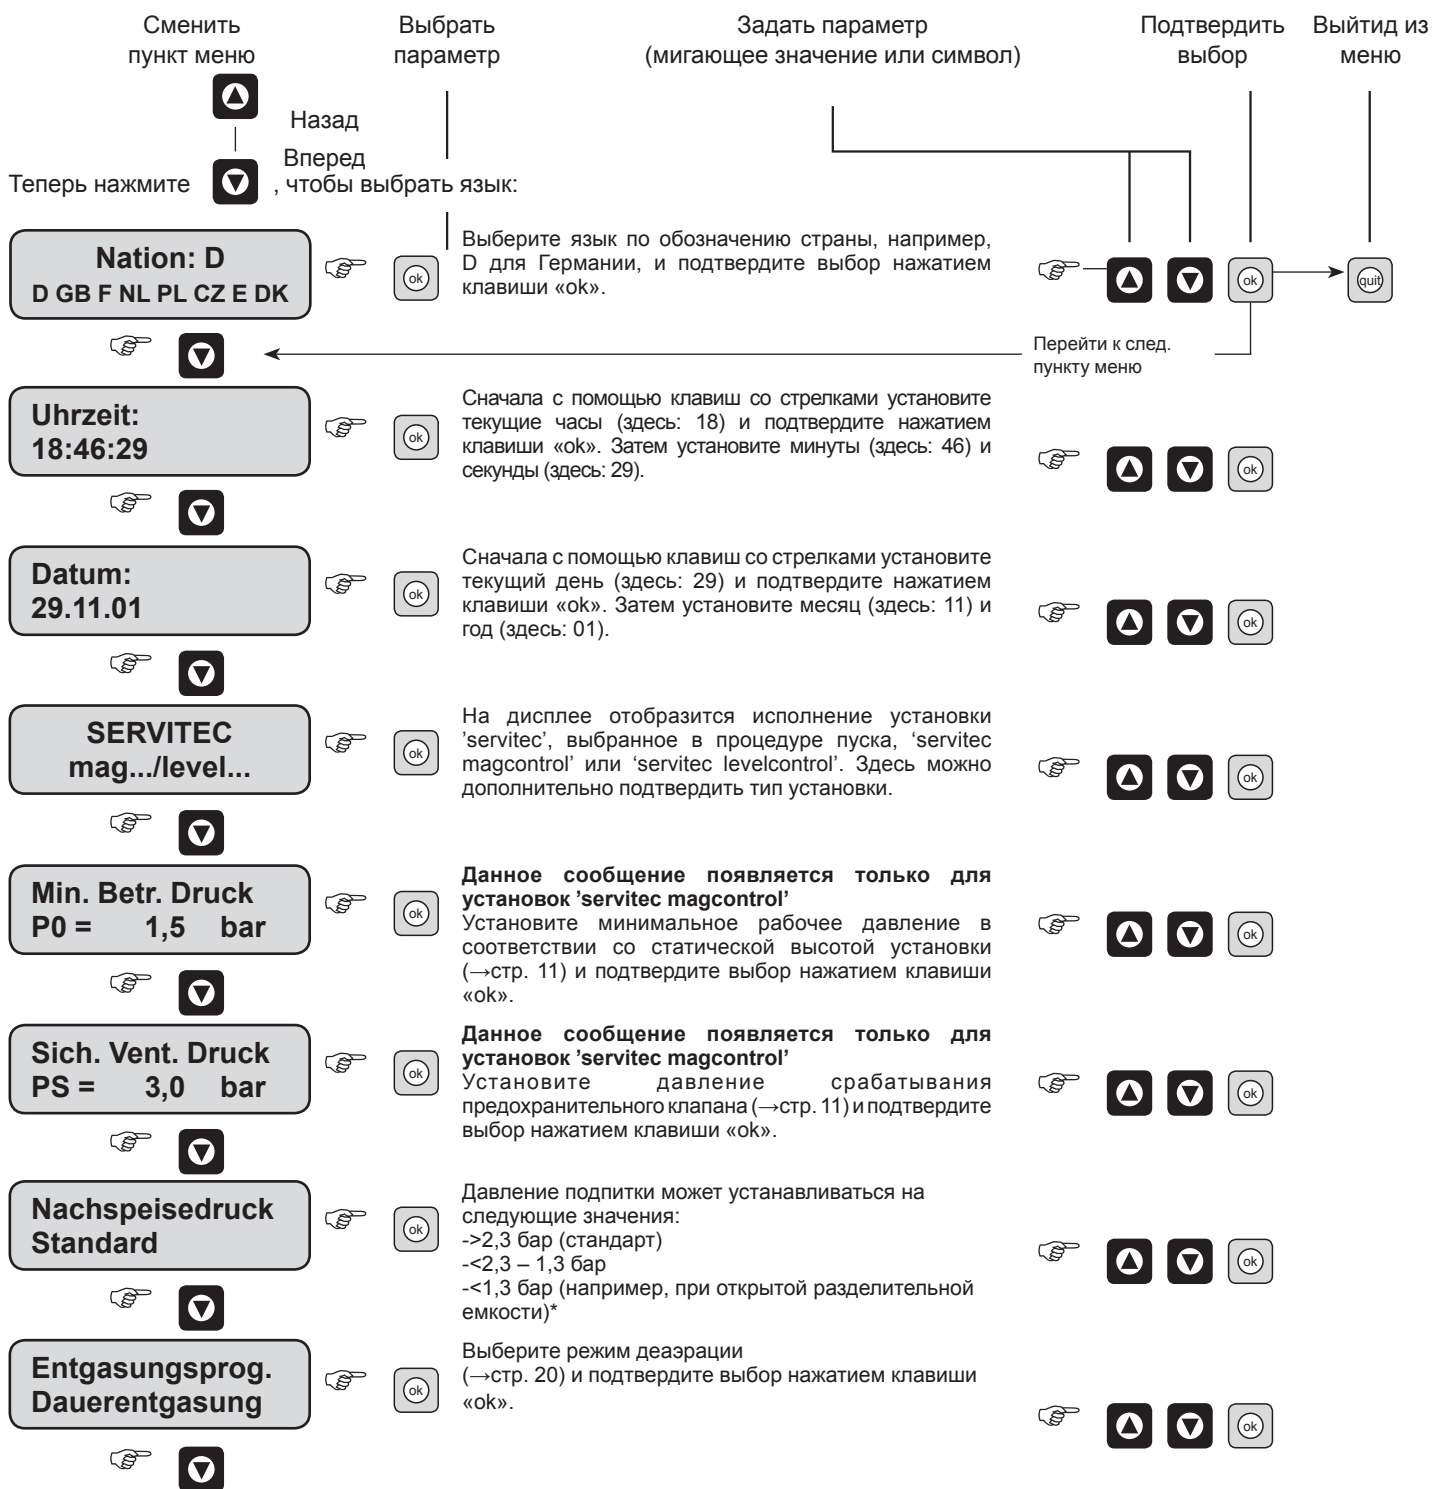 Сменить
пункт меню
Выбрать
параметр
Задать параметр
(мигающее значение или символ)
Подтвердить
выбор
Выйтид из
меню
Назад
Вперед
Теперь нажмите , чтобы выбрать язык:
Nation: D
D GB F NL PL CZ E DK
ok
Выберите язык по обозначению страны, например,
D для Германии, и подтвердите выбор нажатием
клавиши «ok».
ok
quit
Перейти к след.
пункту меню
Uhrzeit:
18:46:29
ok
Сначала с помощью клавиш со стрелками установите
текущие часы (здесь: 18) и подтвердите нажатием
клавиши «ok». Затем установите минуты (здесь: 46) и
секунды (здесь: 29).
ok
Datum:
29.11.01
ok
Сначала с помощью клавиш со стрелками установите
текущий день (здесь: 29) и подтвердите нажатием
клавиши «ok». Затем установите месяц (здесь: 11) и
год (здесь: 01).
ok
SERVITEC
mag.../level...
ok
На дисплее отобразится исполнение установки
’servitec’, выбранное в процедуре пуска, ‘servitec
magcontrol’ или ‘servitec levelcontrol’. Здесь можно
дополнительно подтвердить тип установки.
ok
Min. Betr. Druck
P0 = 1,5 bar
ok
Данное сообщение появляется только для
установок ’servitec magcontrol’
Установите минимальное рабочее давление в
соответствии со статической высотой установки
(→стр. 11) и подтвердите выбор нажатием клавиши
«ok».
ok
Sich. Vent. Druck
PS = 3,0 bar
ok
Данное сообщение появляется только для
установок ’servitec magcontrol’
Установите давление срабатывания
предохранительного клапана (→стр. 11) и подтвердите
выбор нажатием клавиши «ok».
ok
Nachspeisedruck
Standard
ok
Давление подпитки может устанавливаться на
следующие значения:
->2,3 бар (стандарт)
-<2,3 – 1,3 бар
-<1,3 бар (например, при открытой разделительной
емкости)*
ok
Entgasungsprog.
Dauerentgasung
ok
Выберите режим деаэрации
(→стр. 20) и подтвердите выбор нажатием клавиши
«ok».
ok